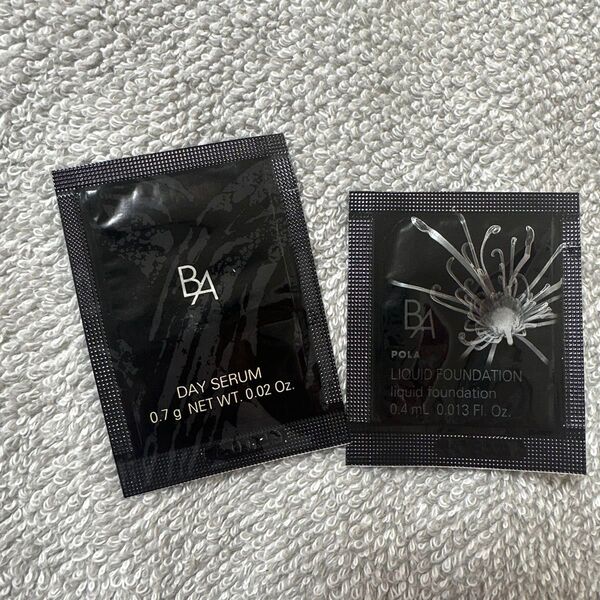 BA
DAY SERUM
0.7 g NET WT. 0.02 Oz.
BA
POLA
LIQUID FOUNDATION
liquid foundation
0.4 mL 0.013 Fl. Oz.